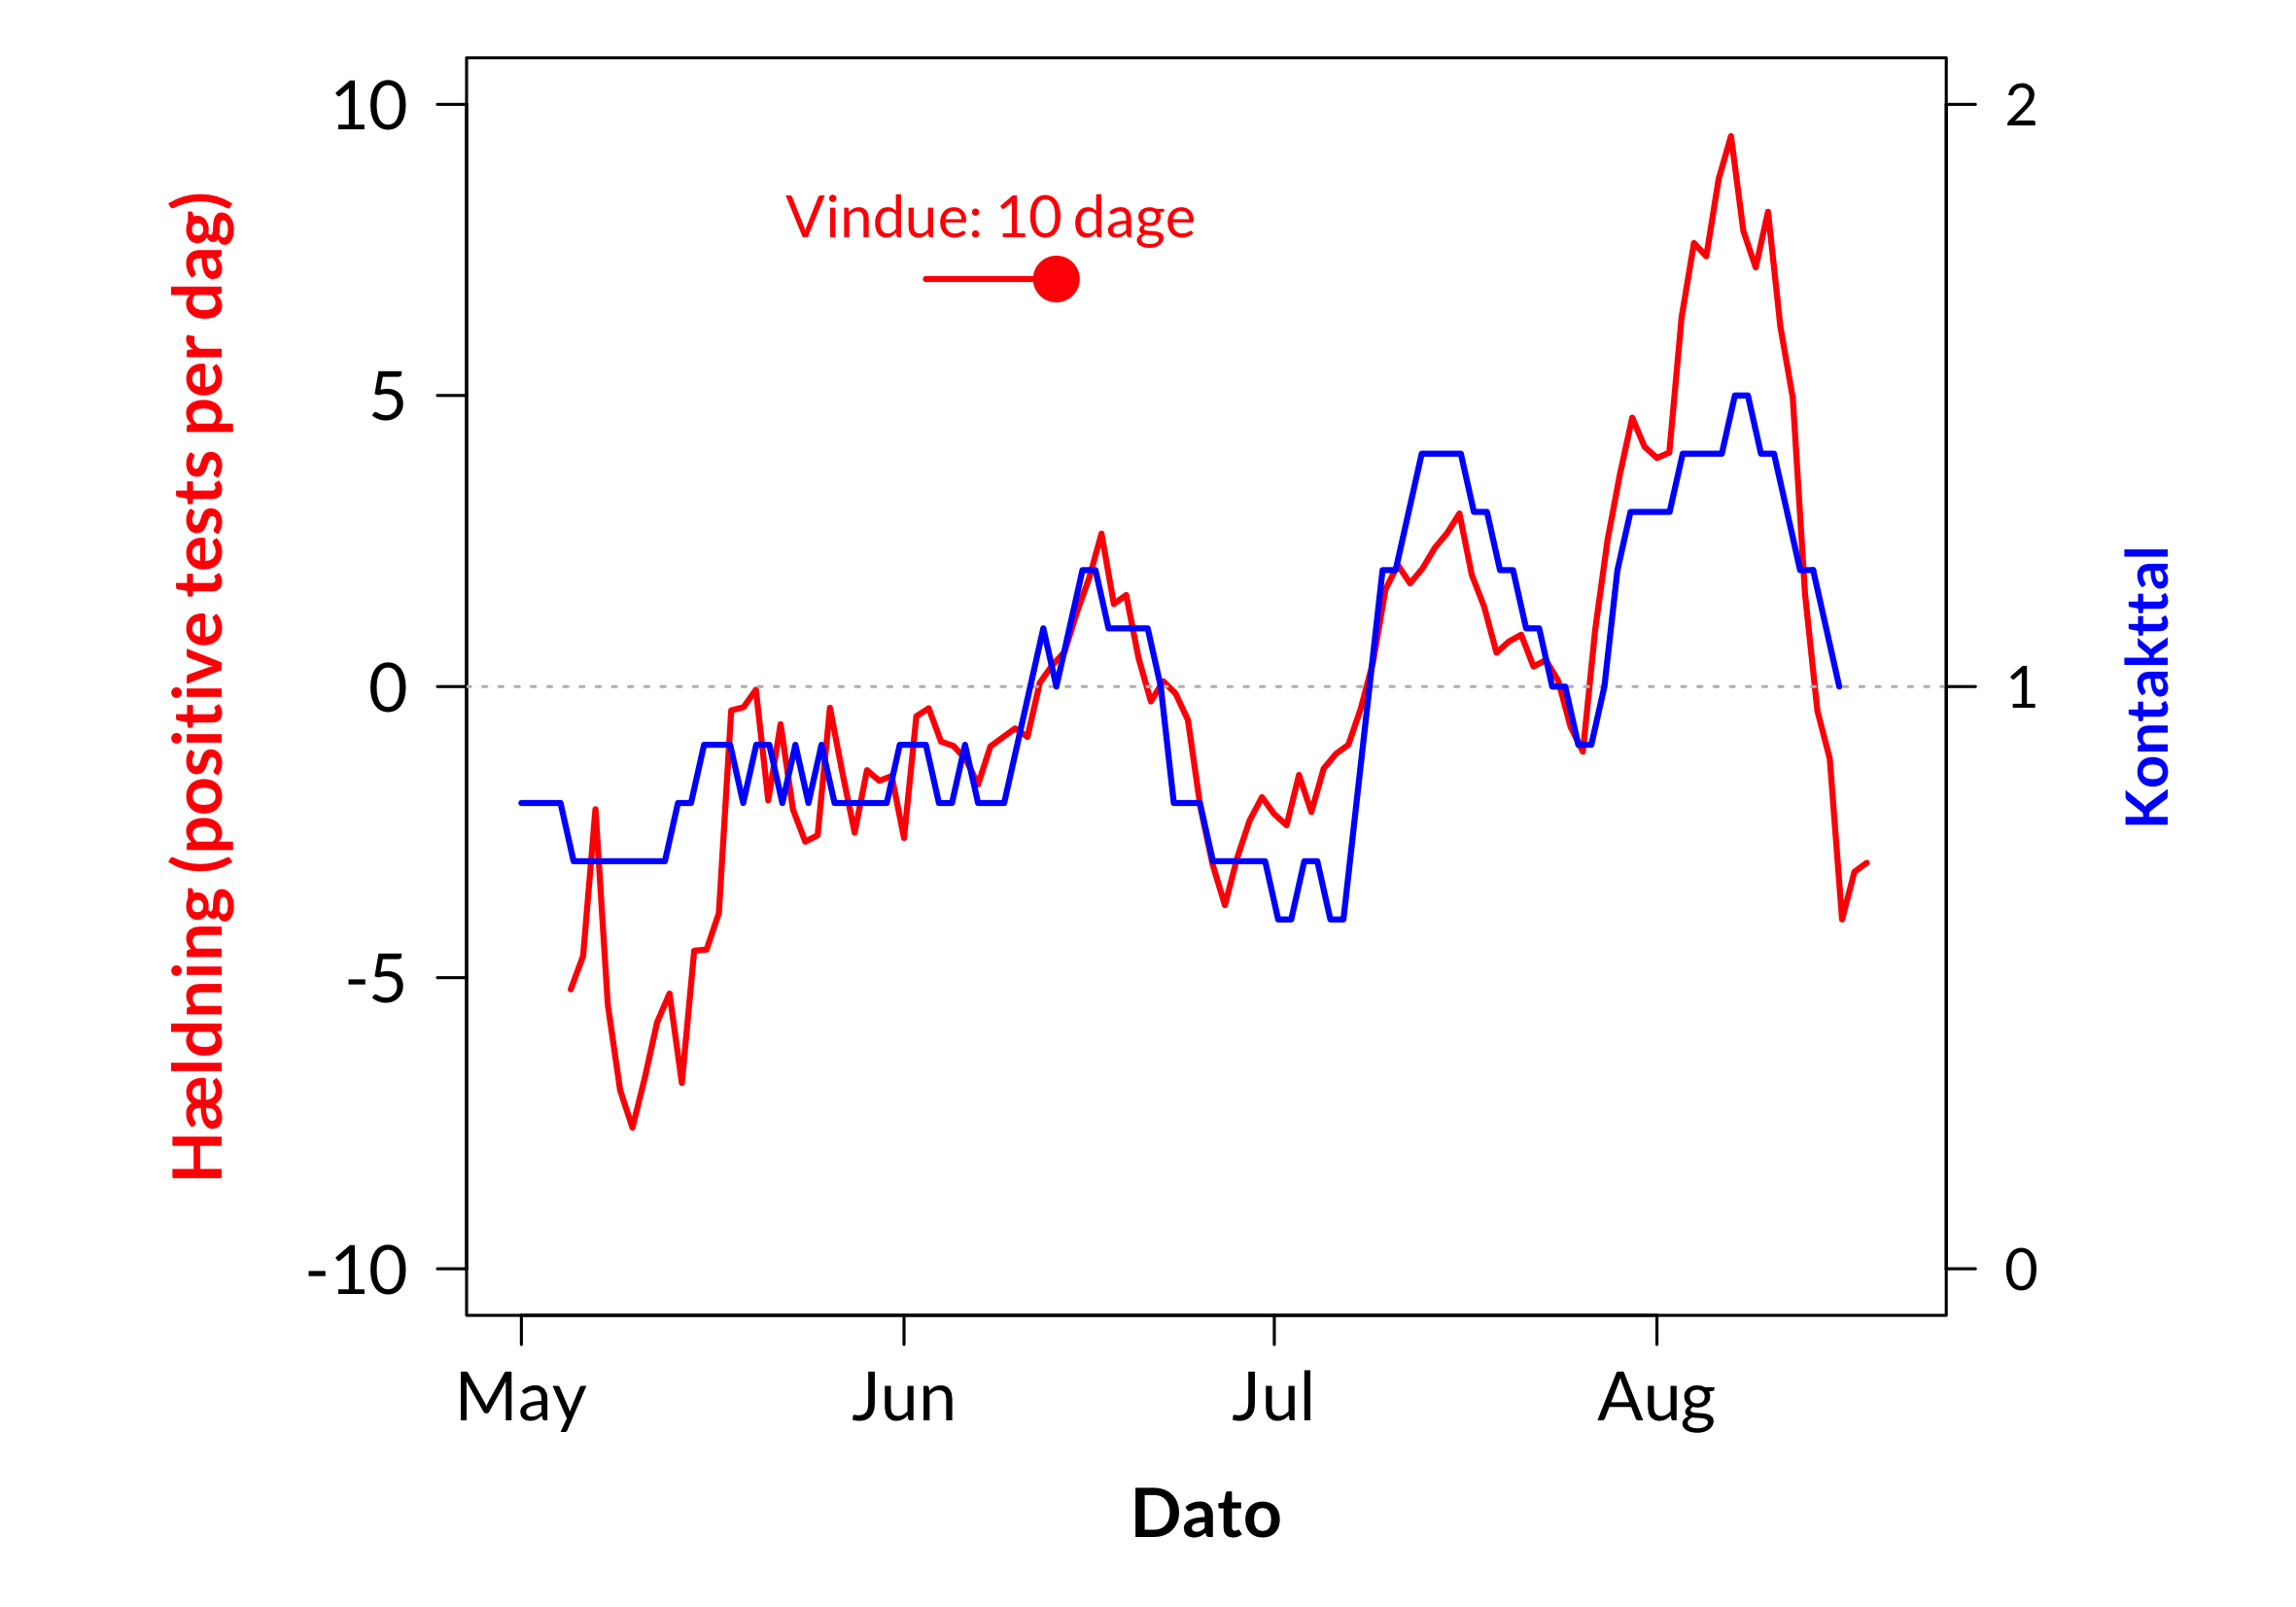 Hældning (positive tests per dag)
10
5
0
-5
-10
Vindue: 10 dage
2
1
0
Kontakttal
May
Jun
Jul
Aug
Dato